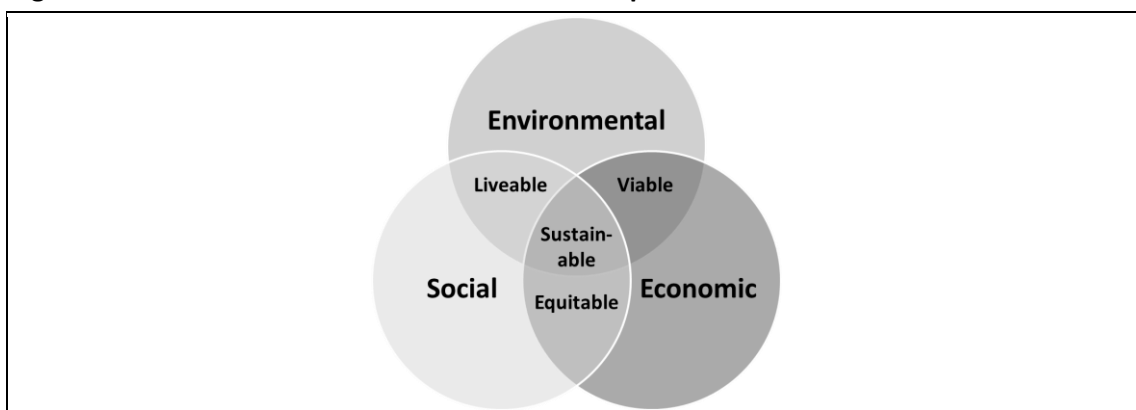 Environmental
Liveable
Viable
Sustain-
able
Social
Economic
Equitable